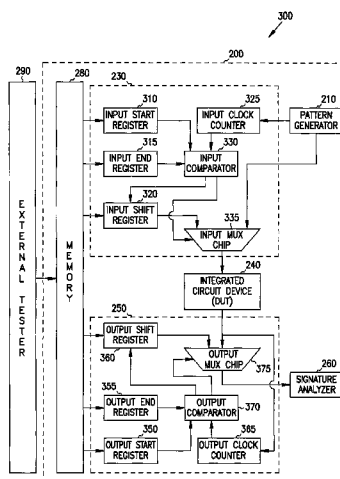 300
200
290
280
230
310
INPUT START
REGISTER
325
INPUT CLOCK
COUNTER
210
PATTERN
GENERATOR
315
INPUT END
REGISTER
330
INPUT
COMPARATOR
320
INPUT SHIFT
REGISTER
335
INPUT MUX
CHIP
EXTERNAL TESTER
MEMORY
240
INTEGRATED
CIRCUIT DEVICE
(DUT)
250
OUTPUT SHIFT
REGISTER
360
OUTPUT
MUX CHIP
375
260
SIGNATURE
ANALYZER
355
OUTPUT END
REGISTER
OUTPUT
COMPARATOR
370
350
OUTPUT START
REGISTER
365
OUTPUT CLOCK
COUNTER